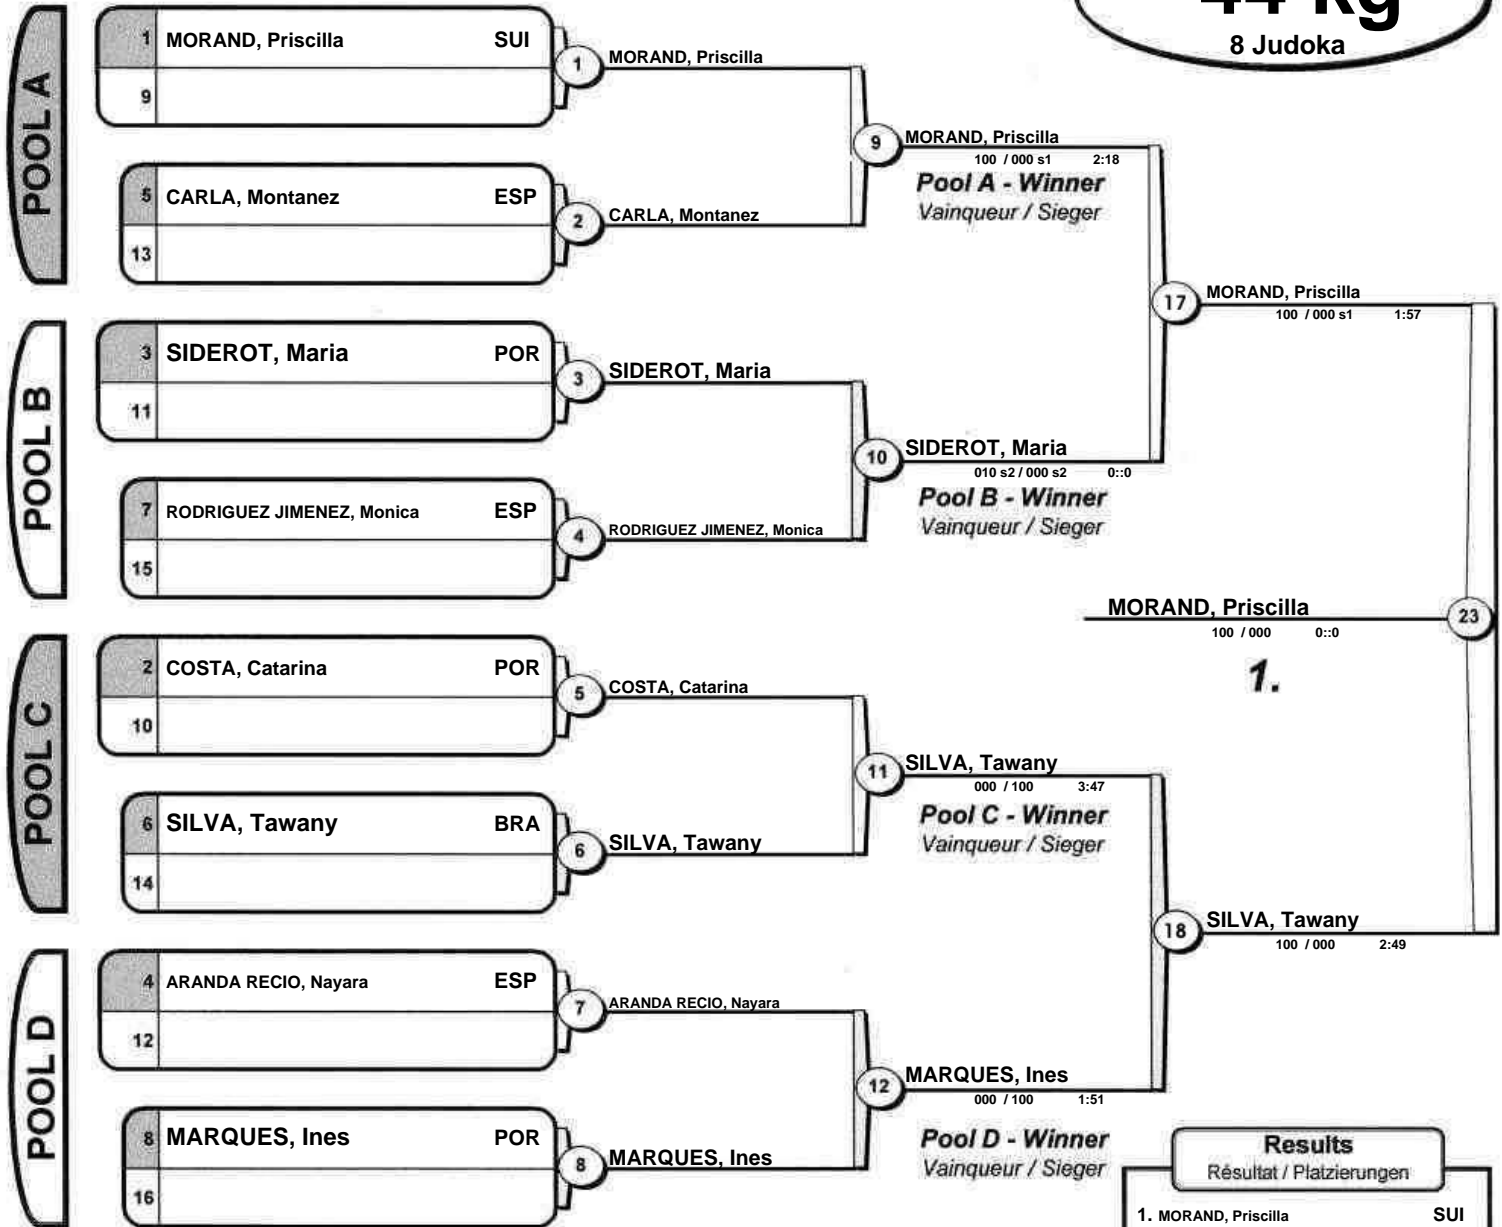 44 kg
8 Judoka
POOL A
1 MORAND, Priscilla SUI
9
1
MORAND, Priscilla
5 CARLA, Montanez ESP
13
2
CARLA, Montanez
9
MORAND, Priscilla
100 / 000 s1 2:18
Pool A - Winner
Vainqueur / Sieger
POOL B
3 SIDEROT, Maria POR
11
3
SIDEROT, Maria
7 RODRIGUEZ JIMENEZ, Monica ESP
15
4
RODRIGUEZ JIMENEZ, Monica
10
SIDEROT, Maria
010 s2 / 000 s2 0::0
Pool B - Winner
Vainqueur / Sieger
17
MORAND, Priscilla
100 / 000 s1 1:57
MORAND, Priscilla
23
100 / 000 0::0
1.
POOL C
2 COSTA, Catarina POR
10
5
COSTA, Catarina
6 SILVA, Tawany BRA
14
6
SILVA, Tawany
11
SILVA, Tawany
000 / 100 3:47
Pool C - Winner
Vainqueur / Sieger
POOL D
4 ARANDA RECIO, Nayara ESP
12
7
ARANDA RECIO, Nayara
8 MARQUES, Ines POR
16
8
MARQUES, Ines
12
MARQUES, Ines
000 / 100 1:51
Pool D - Winner
Vainqueur / Sieger
18
SILVA, Tawany
100 / 000 2:49
Results
Résultat / Platzierungen
1. MORAND, Priscilla SUI